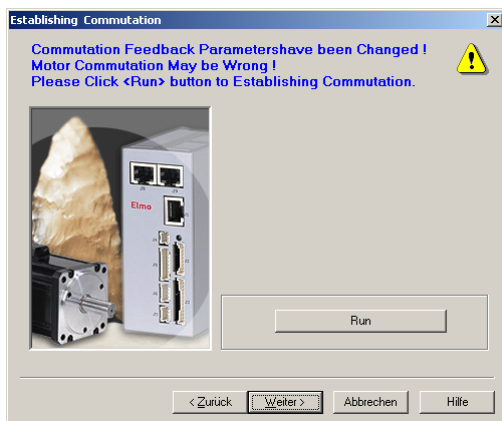 Establishing Commutation
Commutation Feedback Parametershave been Changed !
Motor Commutation May be Wrong !
Please Click <Run> button to Establishing Commutation.
Elmo
Run
< Zurück
Weiter >
Abbrechen
Hilfe